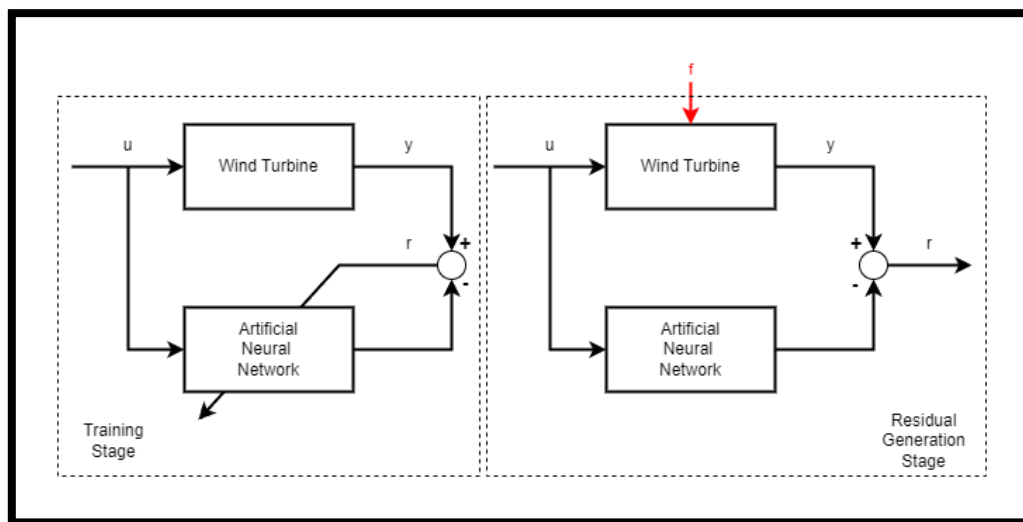 u
Wind Turbine
y
+
r
-
Artificial
Neural
Network
Training
Stage
f
u
Wind Turbine
y
+
r
-
Artificial
Neural
Network
Residual
Generation
Stage